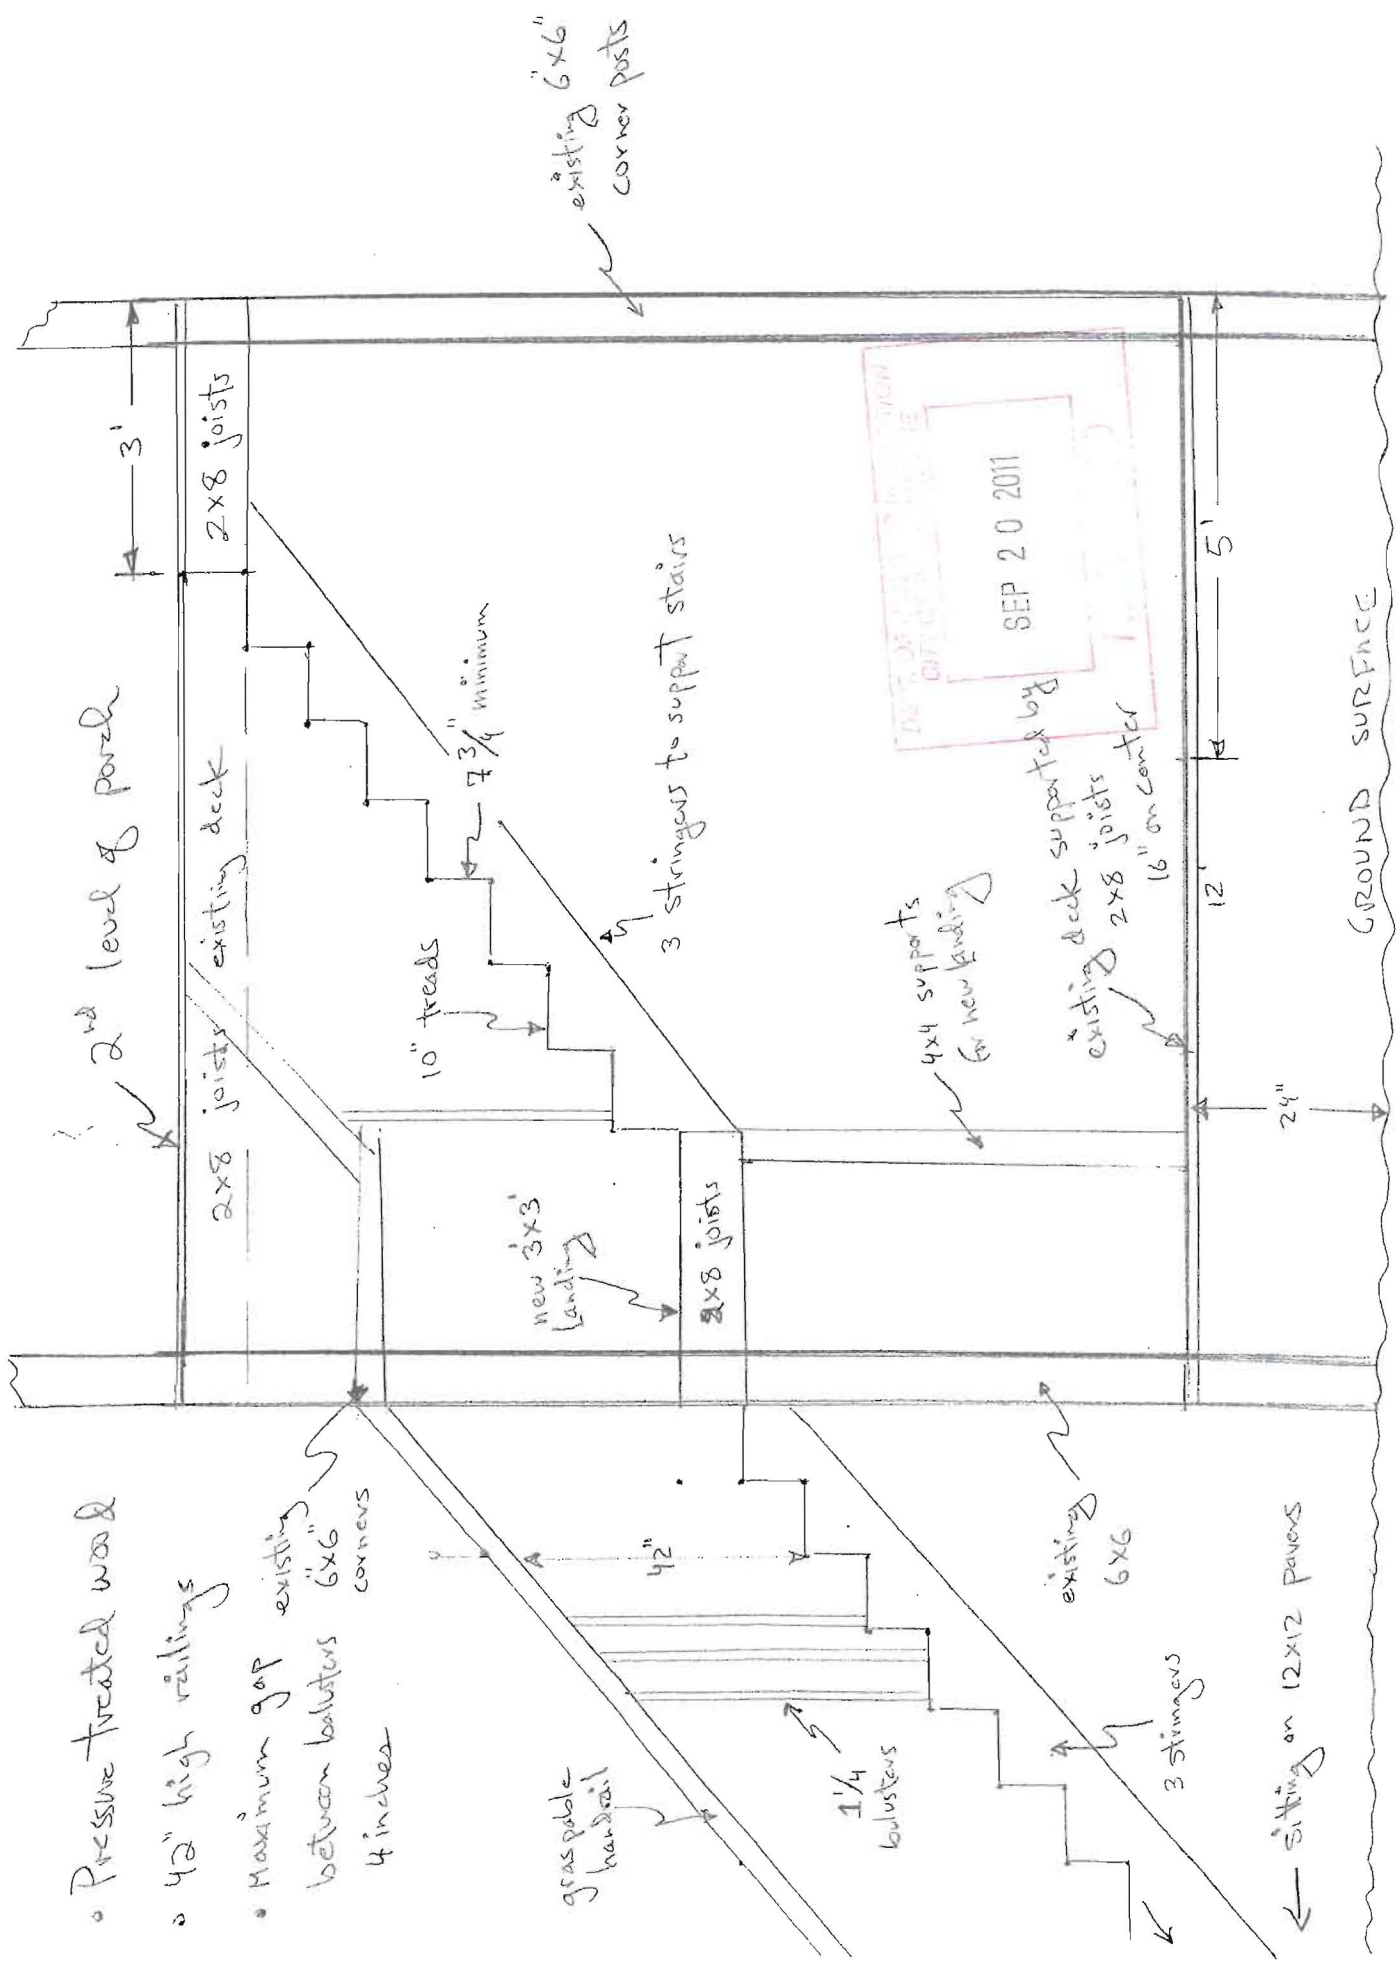 • Pressure treated wood
• 42" high railings
• Maximum gap
between balusters
4 inches
existing
6"x6"
corners
2nd level of porch
3'
2x8 joists existing deck
2x8 joists
existing 6"x6"
corner posts
10" treads
7 3/4" minimum
3 stringers to support stairs
new 3'x3'
landing
2x8 joists
4x4 supports
for new landing
existing deck supported by
2x8 joists
16" on center
SEP 20 2011
graspable
handrail
42"
1 1/4
balusters
existing
6x6
3 stringers
← sitting on 12x12 pavers
24"
12
5'
GROUND SURFACE